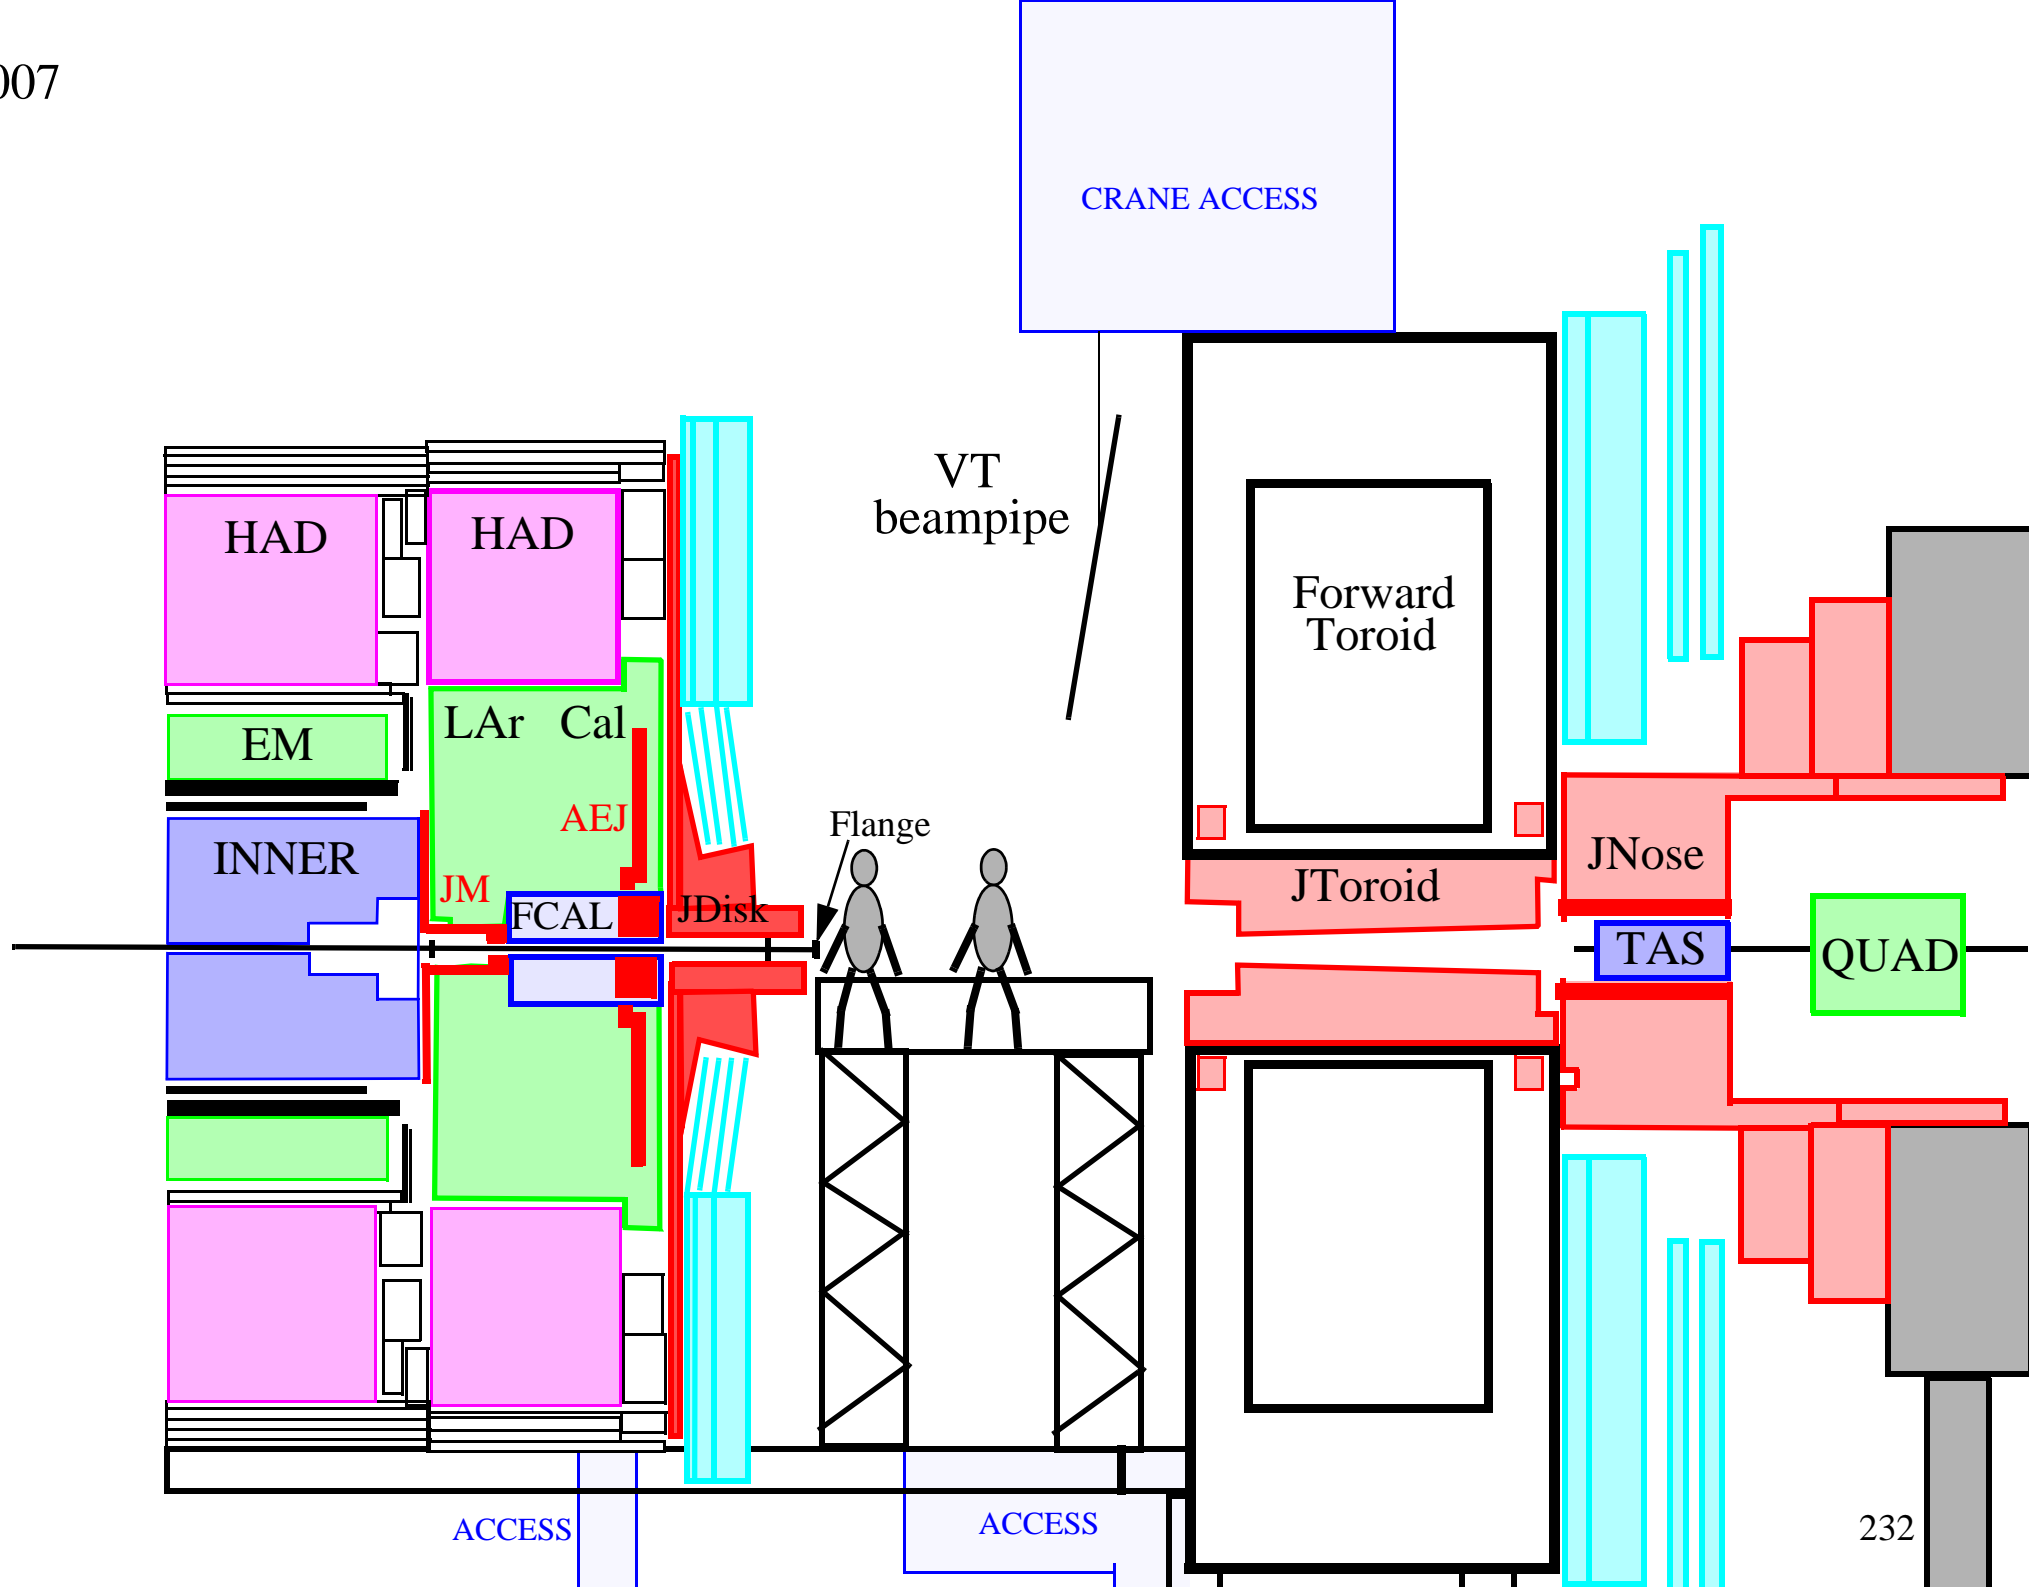 007
CRANE ACCESS
VT
beampipe
HAD
HAD
Forward
Toroid
LAr Cal
EM
AEJ
Flange
INNER
JM
FCAL
JDisk
JToroid
JNose
TAS
QUAD
ACCESS
ACCESS
232